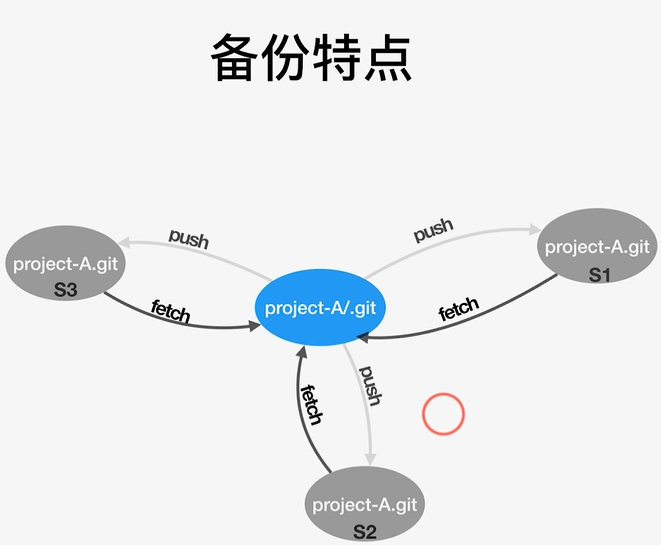 备份特点
push
push
project-A.git
S3
project-A.git
S1
fetch
project-A/.git
fetch
fetch
push
project-A.git
S2